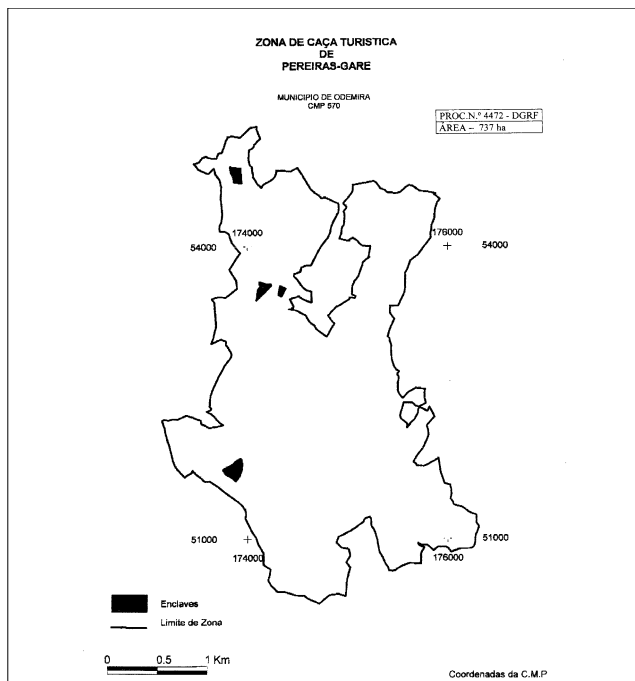 ZONA DE CAÇA TURISTICA
DE
PEREIRAS-GARE
MUNICIPIO DE ODEMIRA
CMP 570
PROC.N.º 4472 - DGRF
ÁREA – 737 ha
174000
176000
54000
54000
51000
51000
174000
176000
Enclaves
Limite de Zona
0 0.5 1 Km
Coordenadas da C.M.P